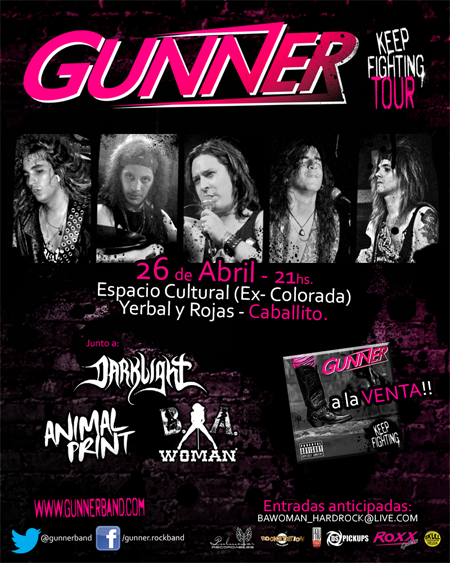 GUNNER
KEEP
FIGHTING
TOUR
26 de Abril - 21hs.
Espacio Cultural (Ex- Colorada)
Yerbal y Rojas - Caballito.
Junto a:
DARKLIGHT
ANIMAL
PRINT
B.A.
WOMAN
GUNNER
a la VENTA!!
KEEP
FIGHTING
WWW.GUNNERBAND.COM
@gunnerband
/gunner.rockband
Entradas anticipadas:
BAWOMAN_HARDROCK@LIVE.COM
DS PICKUPS
ROXX